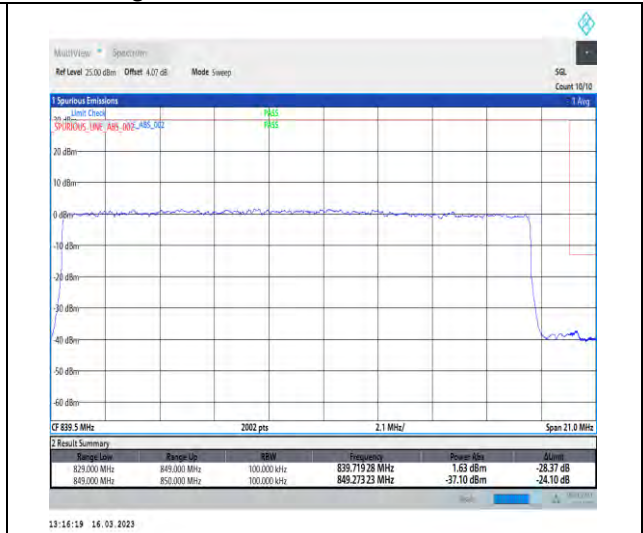 MultiView Spectrum
Ref Level 25.00 dBm Offset 4.07 dB Mode Sweep SGL
Count 10/10
1 Spurious Emissions 1 Avg
Limit Check PASS
_SPURIOUS_LINE_ABS_002 _ABS_002 PASS
20 dBm
10 dBm
0 dBm
-10 dBm
-20 dBm
-30 dBm
-40 dBm
-50 dBm
-60 dBm
CF 839.5 MHz 2002 pts 2.1 MHz/ Span 21.0 MHz
2 Result Summary
Range Low Range Up RBW Frequency Power Abs ΔLimit
829.000 MHz 849.000 MHz 100.000 kHz 839.719 28 MHz 1.63 dBm -28.37 dB
849.000 MHz 850.000 MHz 100.000 kHz 849.273 23 MHz -37.10 dBm -24.10 dB
13:16:19 16.03.2023